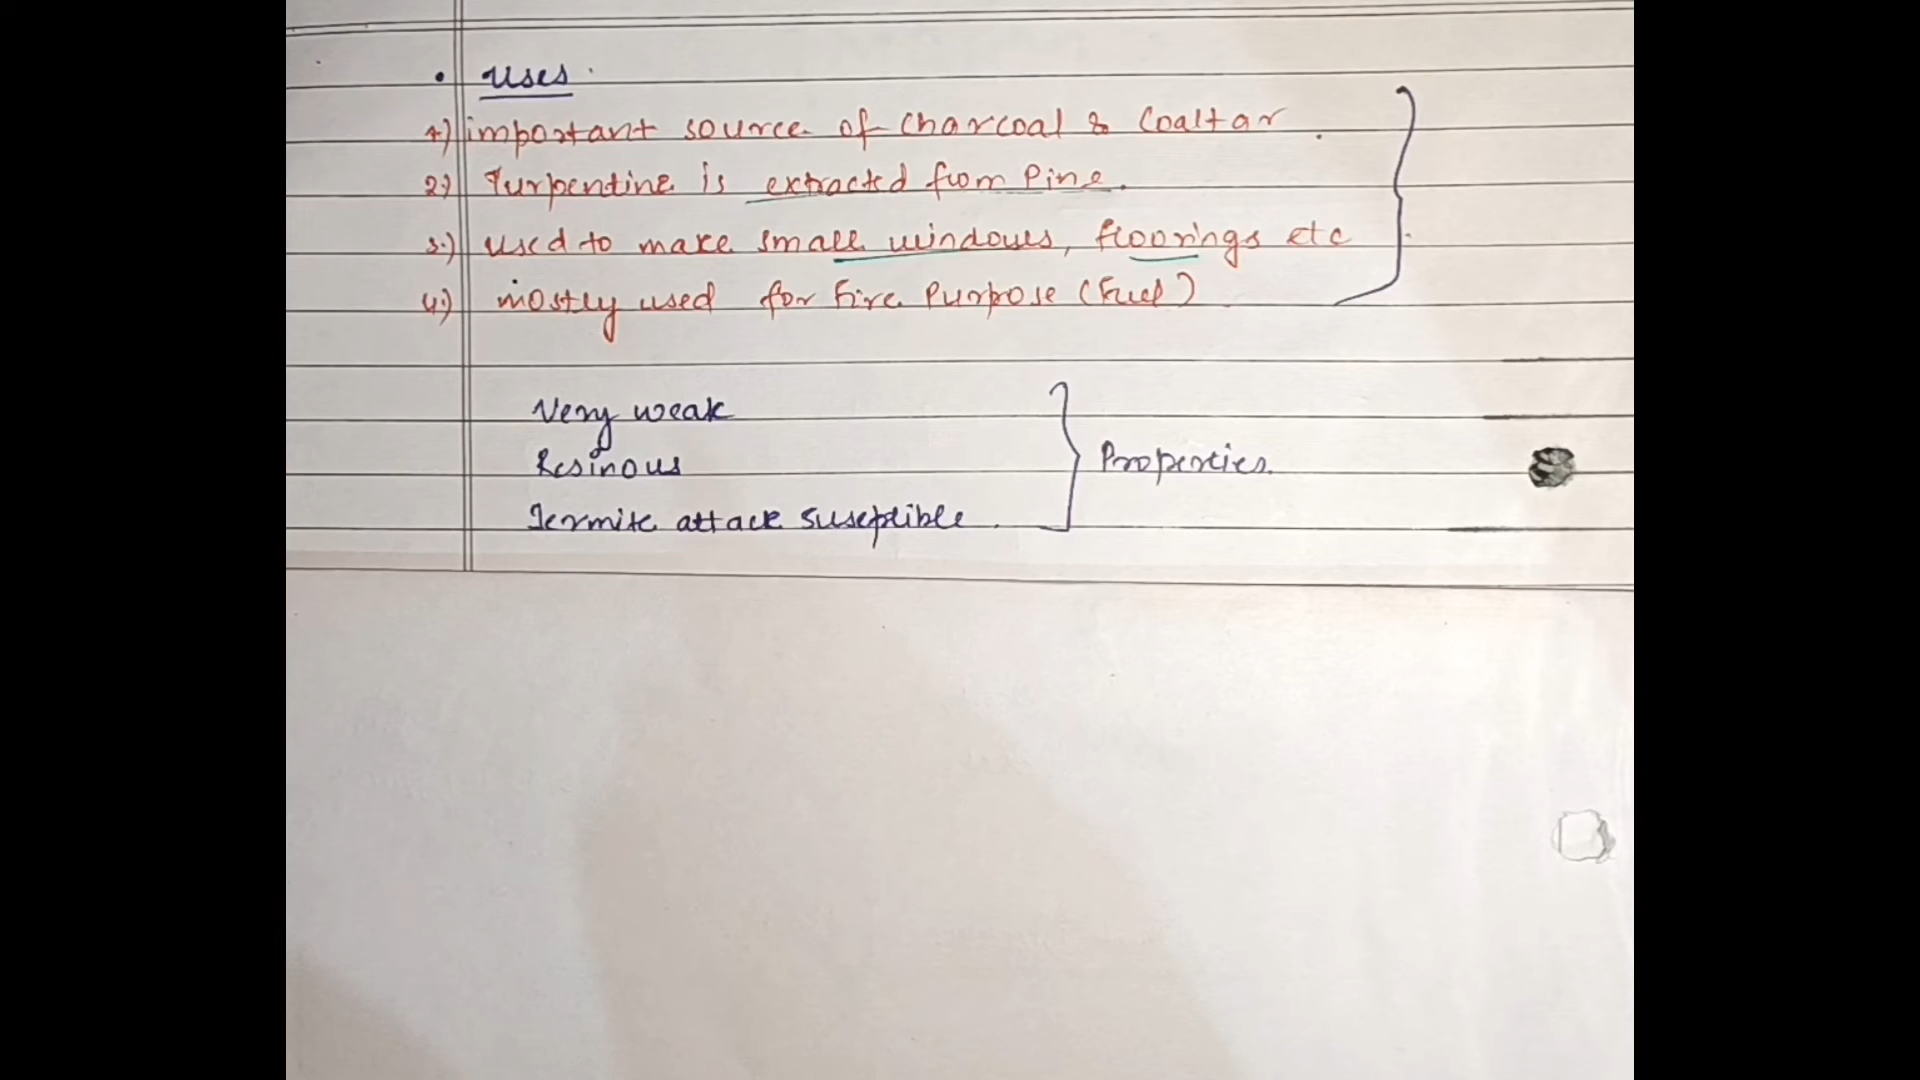 • uses.
1.) important source of charcoal & Coaltar.
2.) Turpentine is extracted from Pine.
3.) used to make small windows, floorings etc
4.) mostly used for Fire Purpose (Fuel)
Very weak
Resinous
Termite attack suseptible.
Properties.